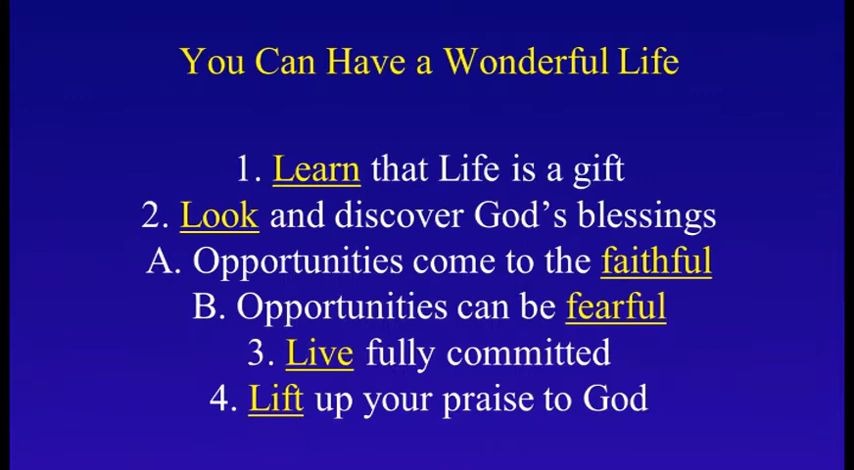 You Can Have a Wonderful Life
1. Learn that Life is a gift
2. Look and discover God's blessings
A. Opportunities come to the faithful
B. Opportunities can be fearful
3. Live fully committed
4. Lift up your praise to God